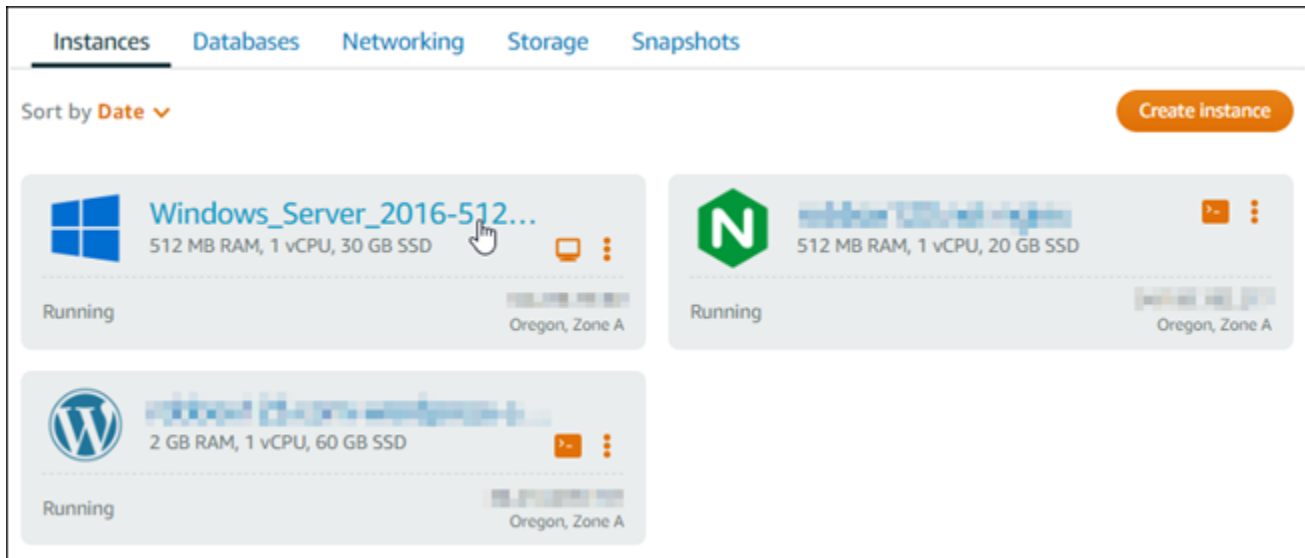 Instances Databases Networking Storage Snapshots
Sort by Date
Create instance
Windows_Server_2016-512...
512 MB RAM, 1 vCPU, 30 GB SSD
Running
Oregon, Zone A
512 MB RAM, 1 vCPU, 20 GB SSD
Running
Oregon, Zone A
2 GB RAM, 1 vCPU, 60 GB SSD
Running
Oregon, Zone A